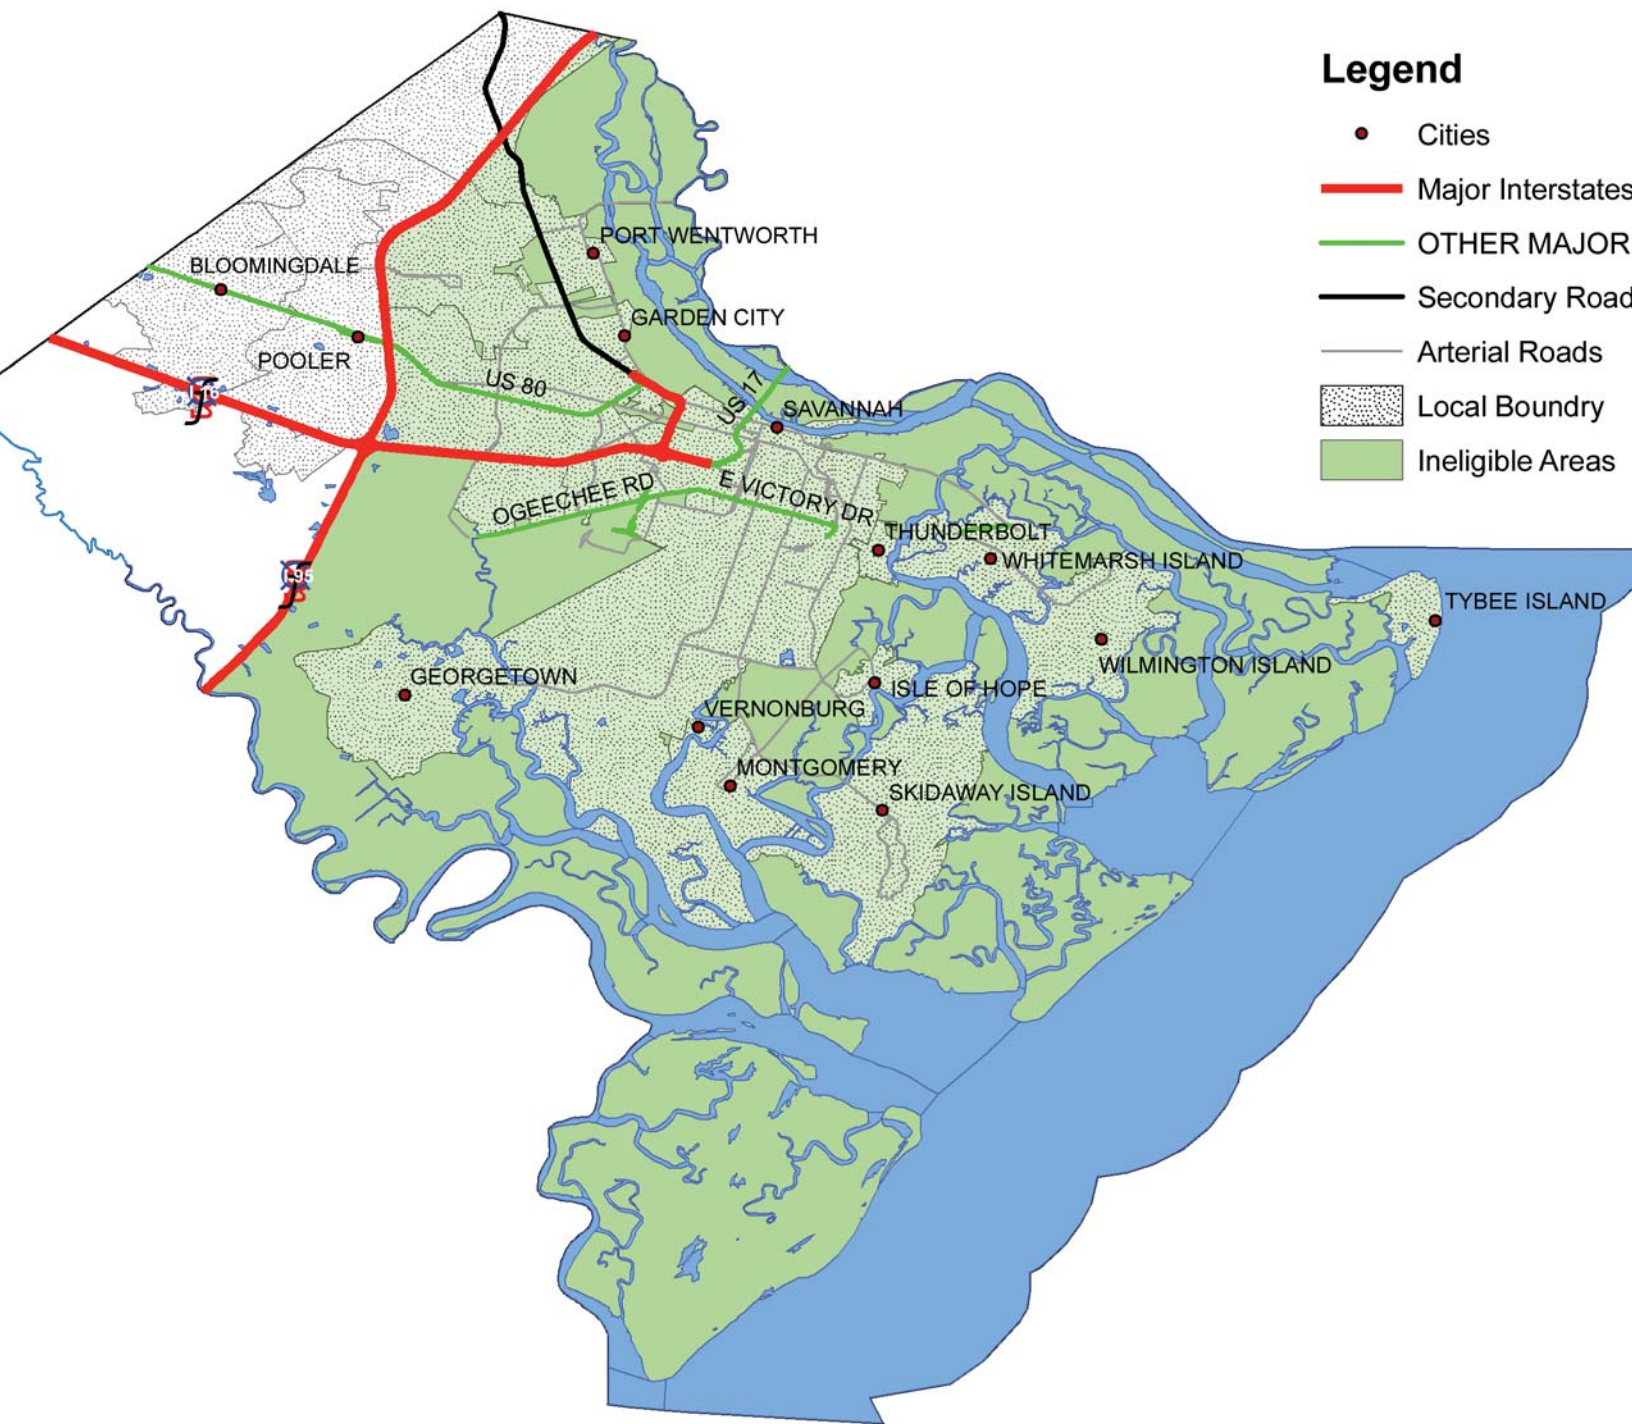 Legend
Cities
Major Interstates
OTHER MAJOR
Secondary Road
Arterial Roads
Local Boundry
Ineligible Areas
PORT WENTWORTH
BLOOMINGDALE
GARDEN CITY
POOLER
US 80
US 17
SAVANNAH
OGEECHEE RD
E VICTORY DR
THUNDERBOLT
WHITEMARSH ISLAND
I-95
TYBEE ISLAND
WILMINGTON ISLAND
GEORGETOWN
ISLE OF HOPE
VERNONBURG
MONTGOMERY
SKIDAWAY ISLAND